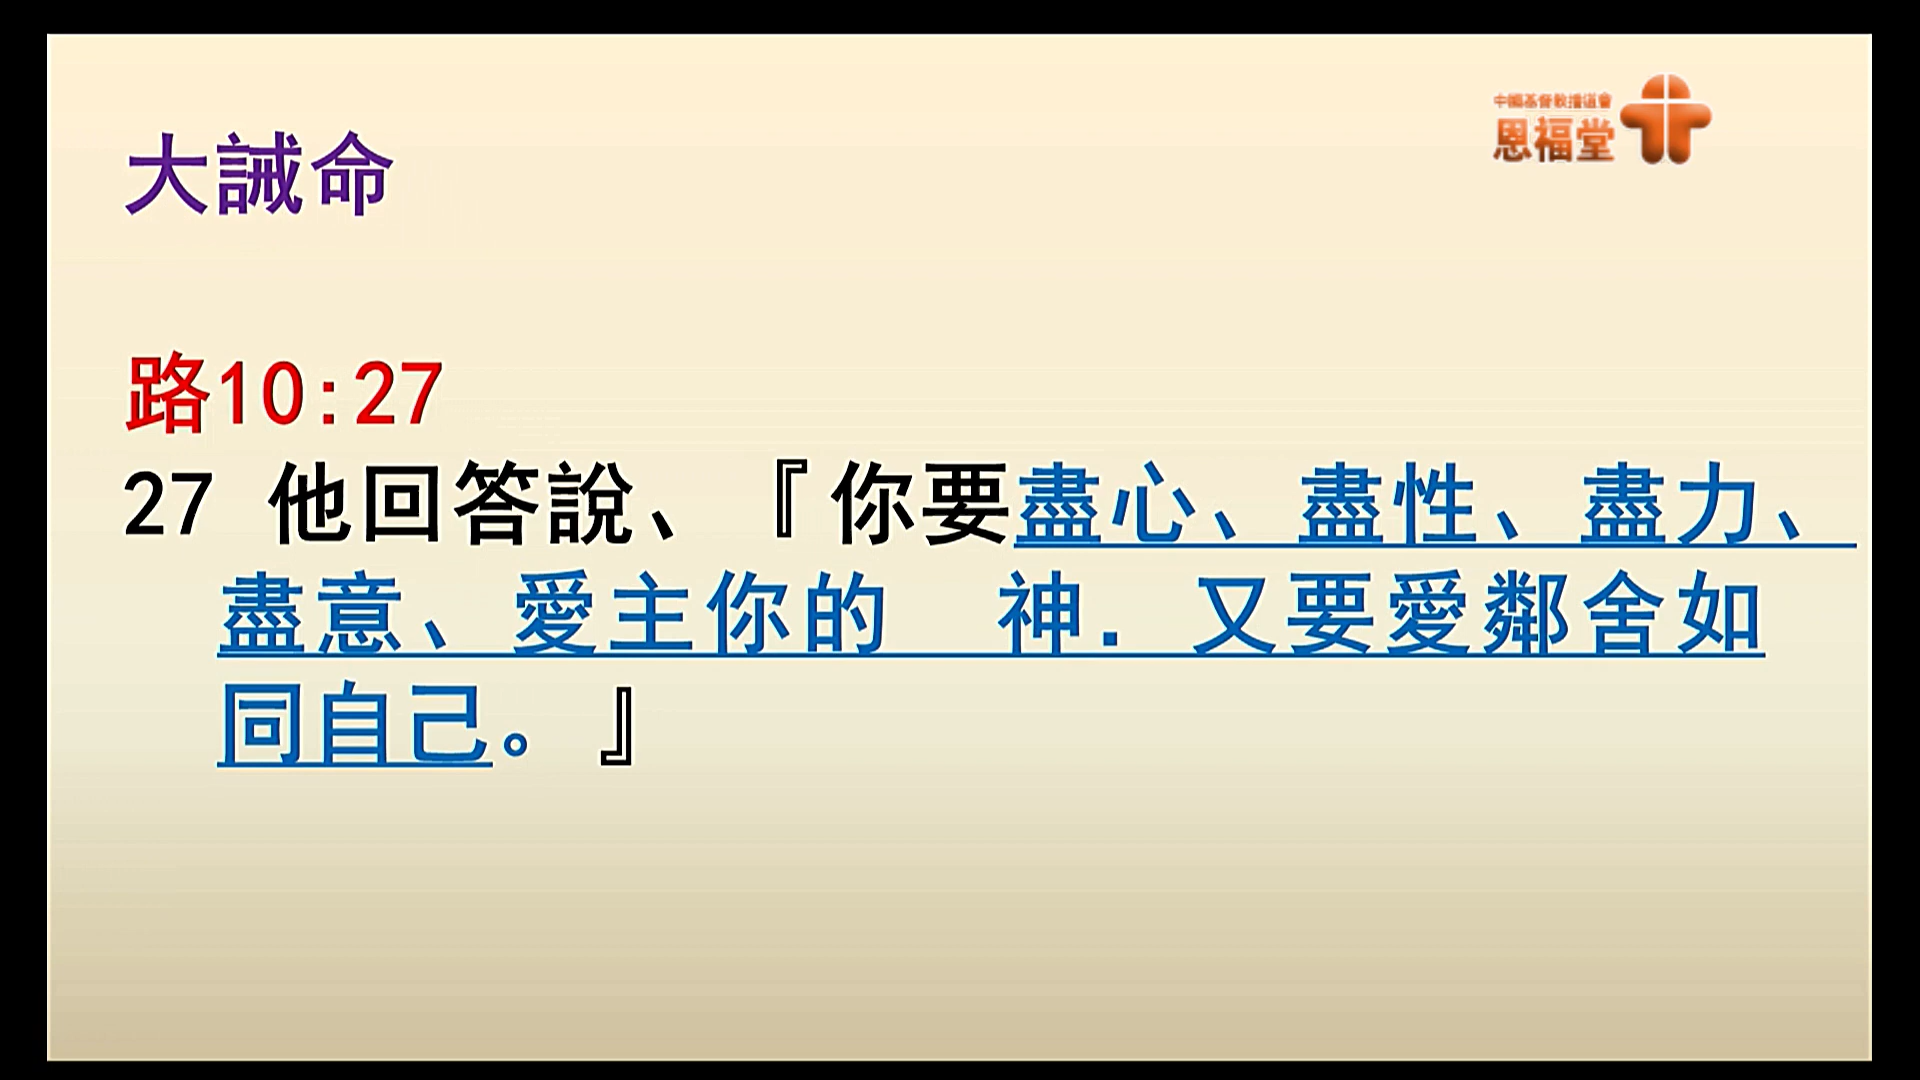 中國基督教播道會
恩福堂
大誡命
路10:27
27 他回答說、『你要盡心、盡性、盡力、
盡意、愛主你的　神．又要愛鄰舍如
同自己。』